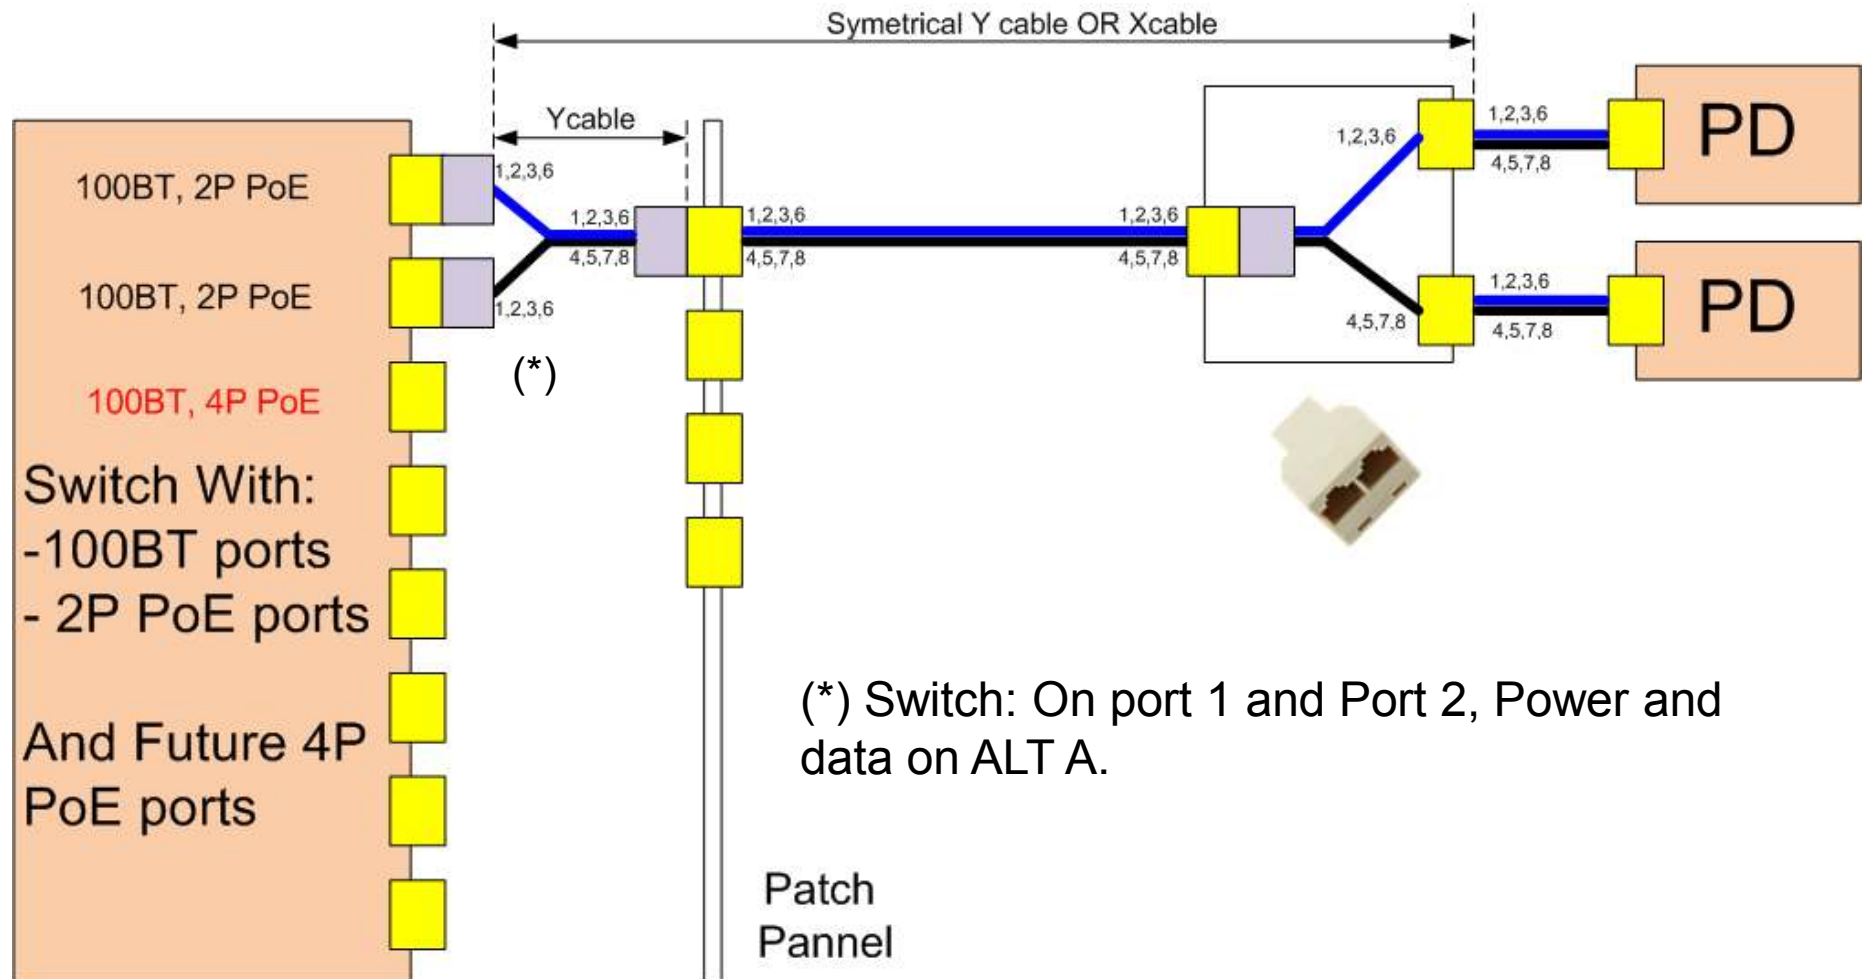 Symetrical Y cable OR Xcable
Ycable
100BT, 2P PoE
100BT, 2P PoE
100BT, 4P PoE
Switch With:
-100BT ports
- 2P PoE ports
And Future 4P
PoE ports
1,2,3,6
1,2,3,6
(*)
1,2,3,6
4,5,7,8
1,2,3,6
4,5,7,8
1,2,3,6
4,5,7,8
1,2,3,6
4,5,7,8
1,2,3,6
4,5,7,8
PD
1,2,3,6
4,5,7,8
PD
(*) Switch: On port 1 and Port 2, Power and
data on ALT A.
Patch
Pannel